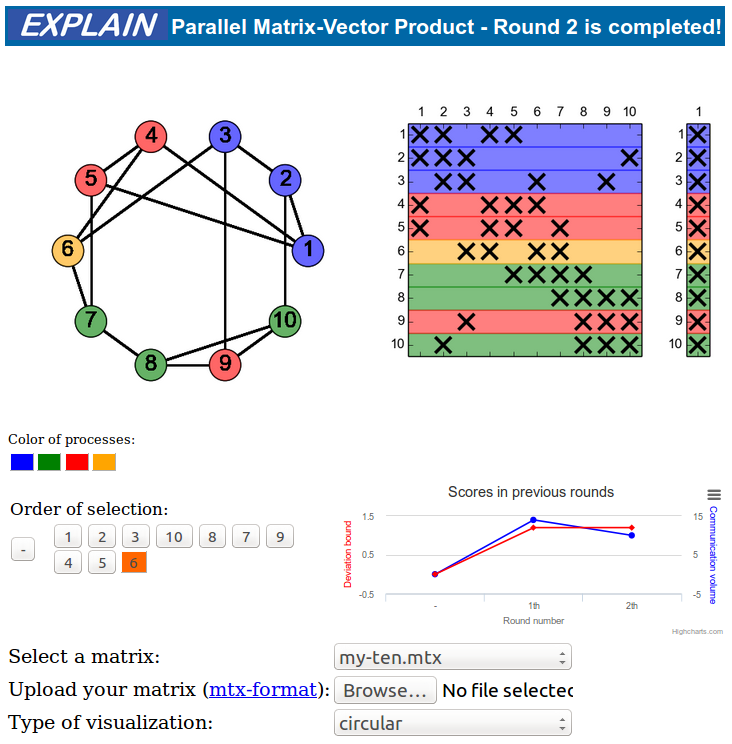 EXPLAIN Parallel Matrix-Vector Product - Round 2 is completed!
1 2 3 4 5 6 7 8 9 10 1
4 3
5 2
6 1
7 10
8 9
1 1
2 2
3 3
4 4
5 5
6 6
7 7
8 8
9 9
10 10
Color of processes:
Order of selection:
- 1 2 3 10 8 7 9
4 5 6
Scores in previous rounds
Deviation bound
Communication volume
1.5 15
0.5 5
-0.5 -5
- 1th 2th
Round number
Highcharts.com
Select a matrix: my-ten.mtx
Upload your matrix (mtx-format): Browse... No file selected
Type of visualization: circular